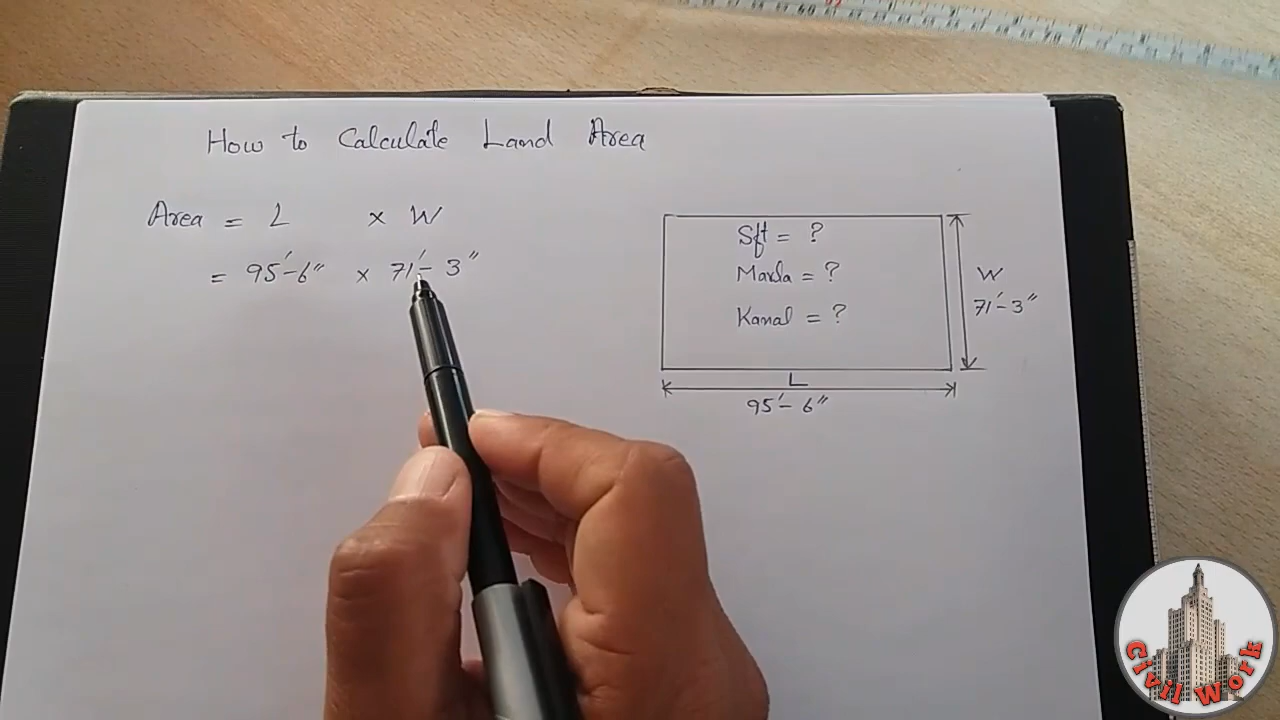 How to Calculate Land Area
Area = L × W
= 95'-6" × 71'-3"
Sft = ?
Marla = ?
Kanal = ?
W
71'-3"
L
95'-6"
Civil Work